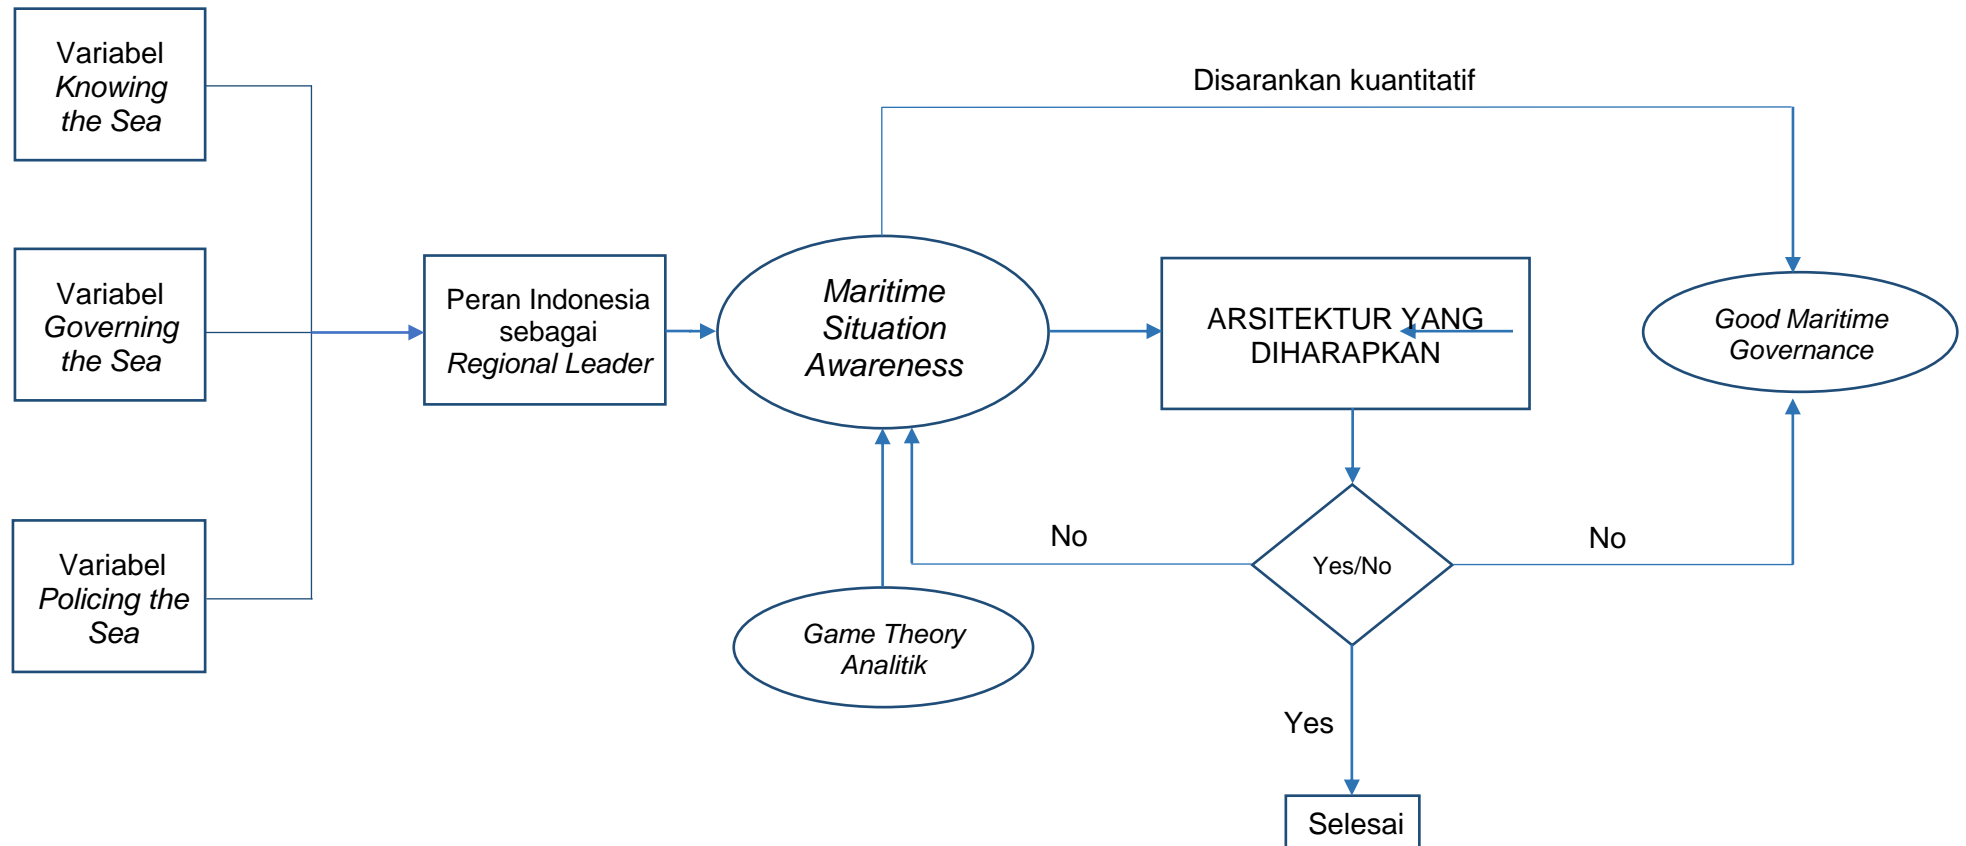 Variabel
Knowing
the Sea
Disarankan kuantitatif
Variabel
Governing
the Sea
Peran Indonesia
sebagai
Regional Leader
Maritime
Situation
Awareness
ARSITEKTUR YANG
DIHARAPKAN
Good Maritime
Governance
Variabel
Policing the
Sea
No
Yes/No
No
Game Theory
Analitik
Yes
Selesai